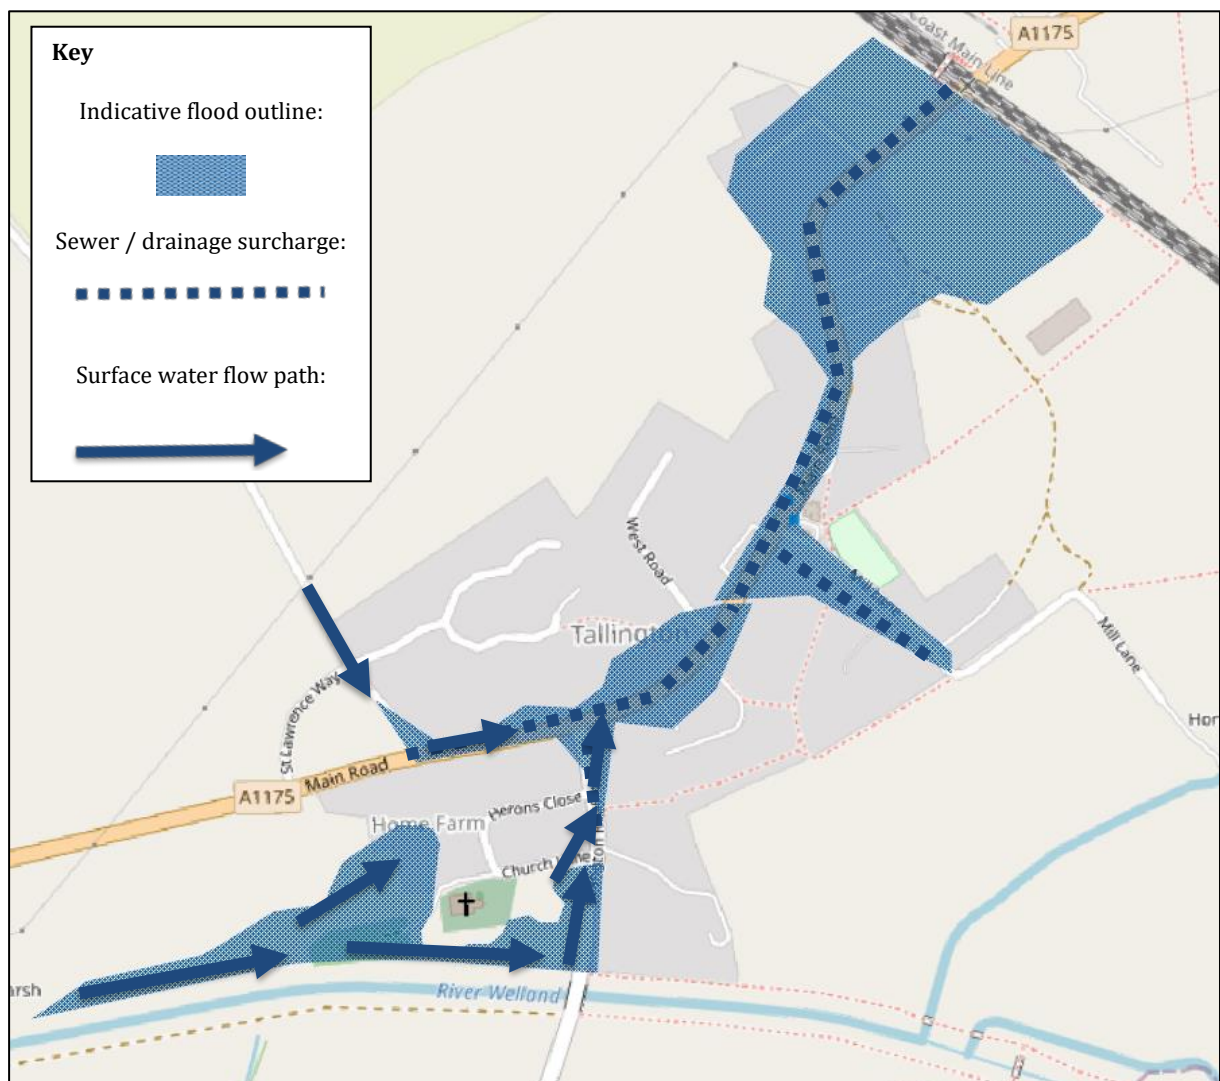 Key
Indicative flood outline:
Sewer / drainage surcharge:
Surface water flow path:
A1175
Coast Main Line
West Road
Tallington
Mill Lane
St Lawrence Way
Main Road
A1175
Herons Close
Home Farm
Church
River Welland